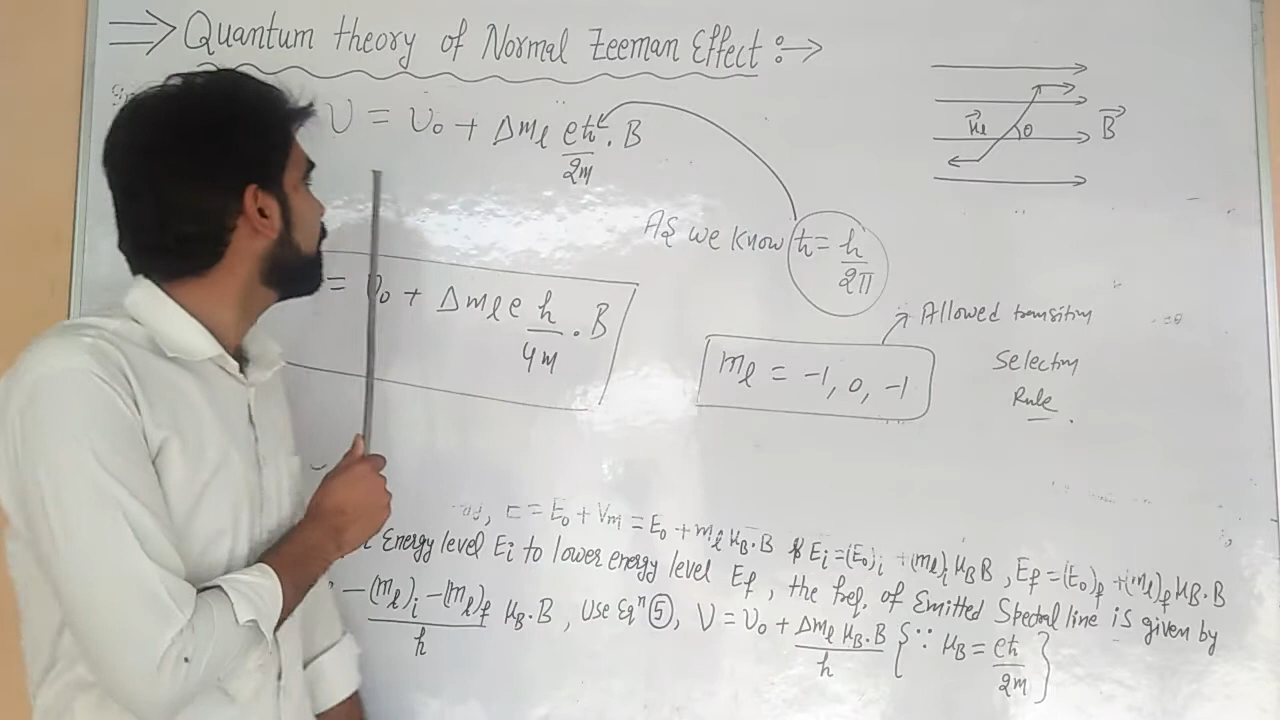 ⇒ Quantum theory of Normal Zeeman Effect :→
υ = υ₀ + Δmℓ eħ/2m . B
μ⃗ℓ θ B⃗
As we know ħ = h/2π
= υ₀ + Δmℓ e h/4m . B
mℓ = -1, 0, -1
Allowed transition
Selection
Rule .
E = E₀ + Vm = E₀ + mℓ μB . B & Ei = (E₀)i + (mℓ)i μB B , Ef = (E₀)f + (mℓ)f μB . B
Energy level Ei to lower energy level Ef , the freq. of Emitted Spectral line is given by
– (mℓ)i – (mℓ)f / h μB . B , Use Eqⁿ ⑤, ν = υ₀ + Δmℓ μB . B / h { ∵ μB = eħ/2m }